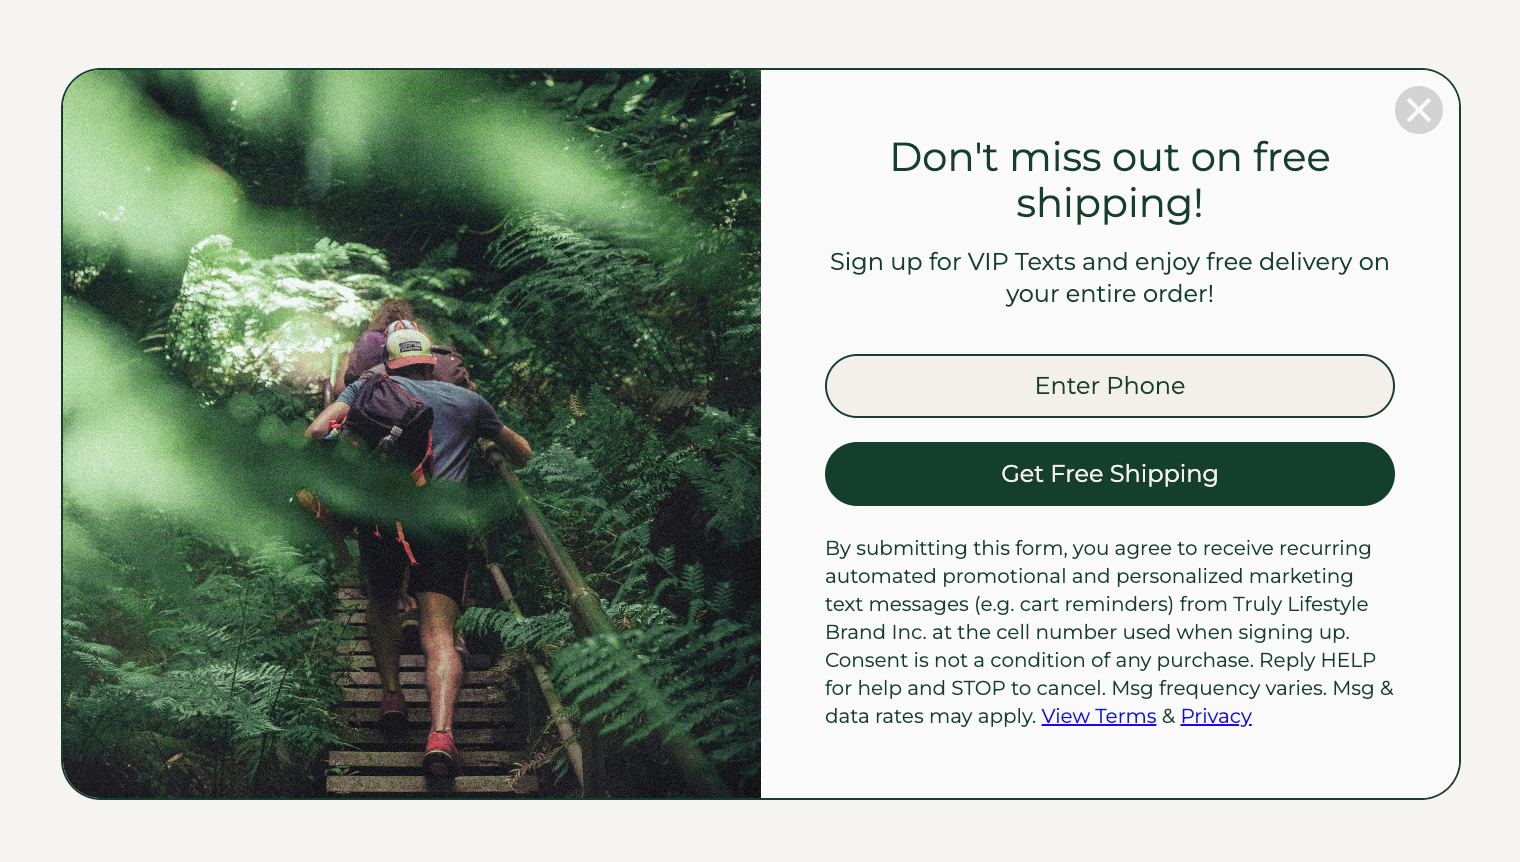 Don't miss out on free
shipping!
Sign up for VIP Texts and enjoy free delivery on
your entire order!
Enter Phone
Get Free Shipping
By submitting this form, you agree to receive recurring
automated promotional and personalized marketing
text messages (e.g. cart reminders) from Truly Lifestyle
Brand Inc. at the cell number used when signing up.
Consent is not a condition of any purchase. Reply HELP
for help and STOP to cancel. Msg frequency varies. Msg &
data rates may apply. View Terms & Privacy